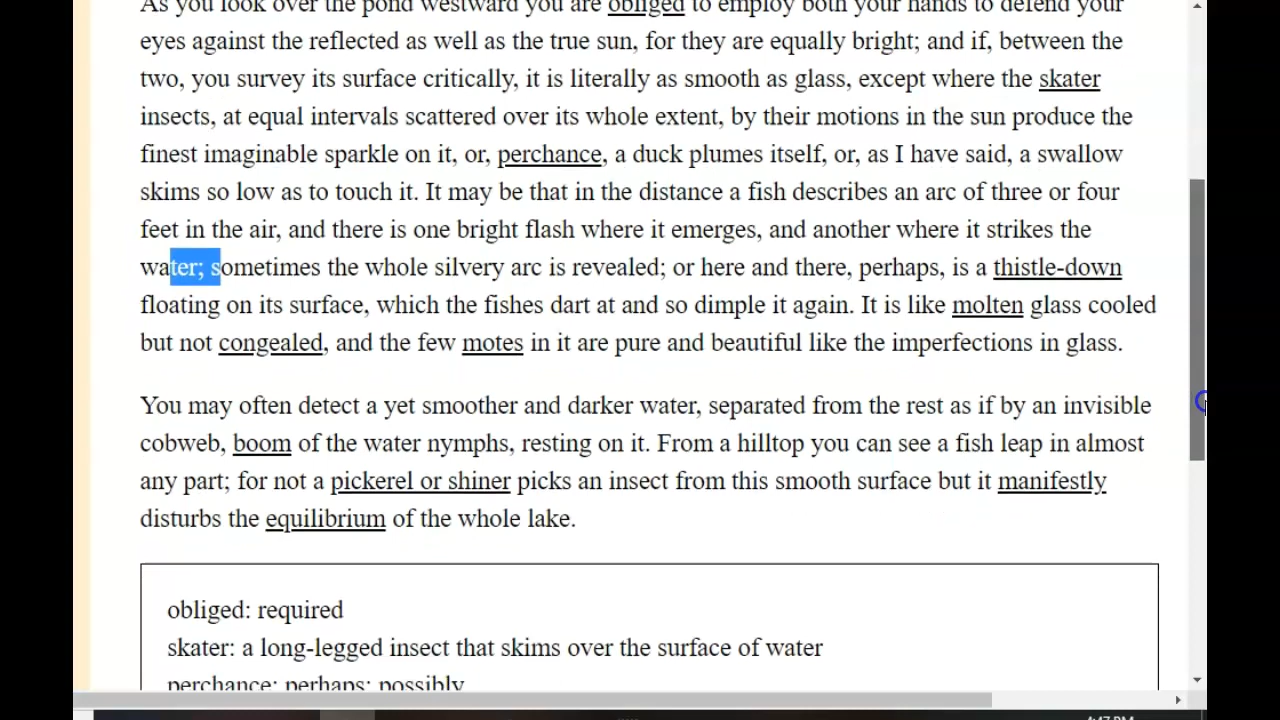 As you look over the pond westward you are obliged to employ both your hands to defend your
eyes against the reflected as well as the true sun, for they are equally bright; and if, between the
two, you survey its surface critically, it is literally as smooth as glass, except where the skater
insects, at equal intervals scattered over its whole extent, by their motions in the sun produce the
finest imaginable sparkle on it, or, perchance, a duck plumes itself, or, as I have said, a swallow
skims so low as to touch it. It may be that in the distance a fish describes an arc of three or four
feet in the air, and there is one bright flash where it emerges, and another where it strikes the
water; sometimes the whole silvery arc is revealed; or here and there, perhaps, is a thistle-down
floating on its surface, which the fishes dart at and so dimple it again. It is like molten glass cooled
but not congealed, and the few motes in it are pure and beautiful like the imperfections in glass.
You may often detect a yet smoother and darker water, separated from the rest as if by an invisible
cobweb, boom of the water nymphs, resting on it. From a hilltop you can see a fish leap in almost
any part; for not a pickerel or shiner picks an insect from this smooth surface but it manifestly
disturbs the equilibrium of the whole lake.
obliged: required
skater: a long-legged insect that skims over the surface of water
perchance: perhaps; possibly
4:47 PM